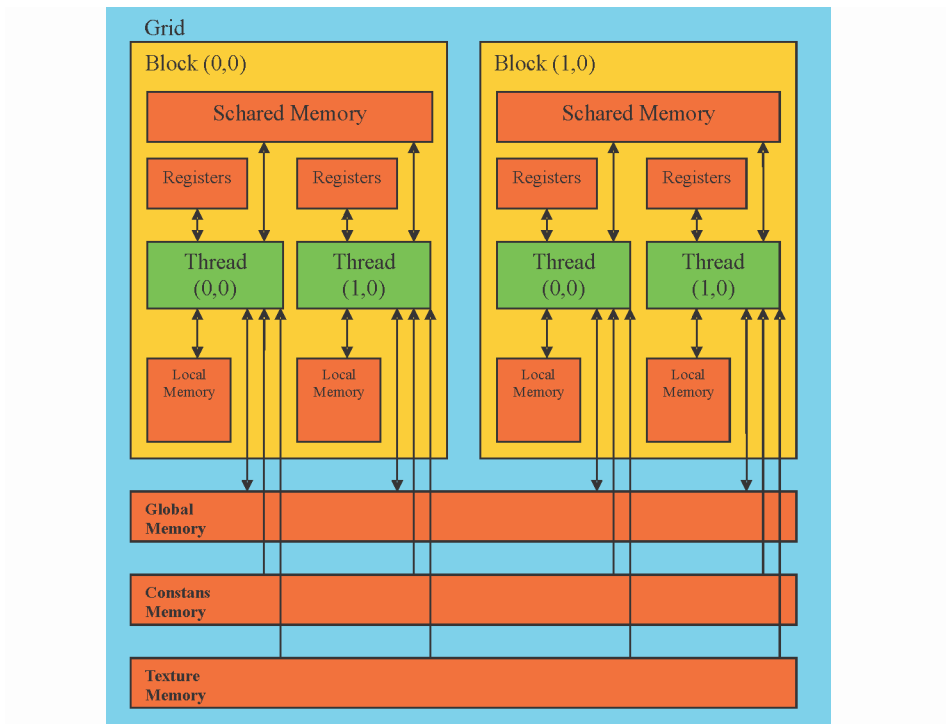 Grid
Block (0,0)
Schared Memory
Registers
Registers
Thread
(0,0)
Thread
(1,0)
Local
Memory
Local
Memory
Block (1,0)
Schared Memory
Registers
Registers
Thread
(0,0)
Thread
(1,0)
Local
Memory
Local
Memory
Global
Memory
Constans
Memory
Texture
Memory